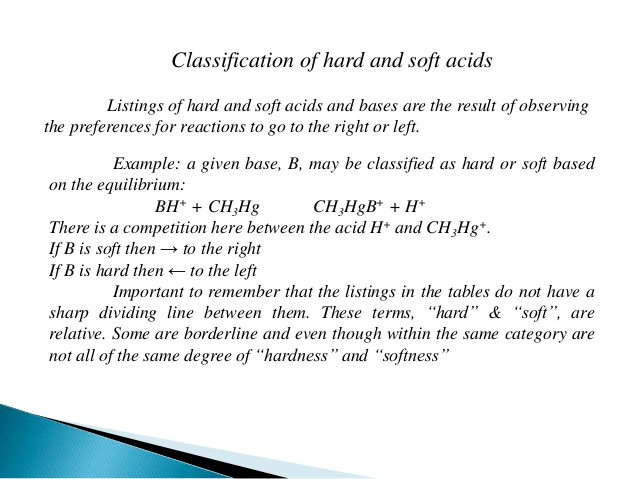 Classification of hard and soft acids
Listings of hard and soft acids and bases are the result of observing
the preferences for reactions to go to the right or left.
Example: a given base, B, may be classified as hard or soft based
on the equilibrium:
BH⁺ + CH₃Hg CH₃HgB⁺ + H⁺
There is a competition here between the acid H⁺ and CH₃Hg⁺.
If B is soft then → to the right
If B is hard then ← to the left
Important to remember that the listings in the tables do not have a
sharp dividing line between them. These terms, “hard” & “soft”, are
relative. Some are borderline and even though within the same category are
not all of the same degree of “hardness” and “softness”